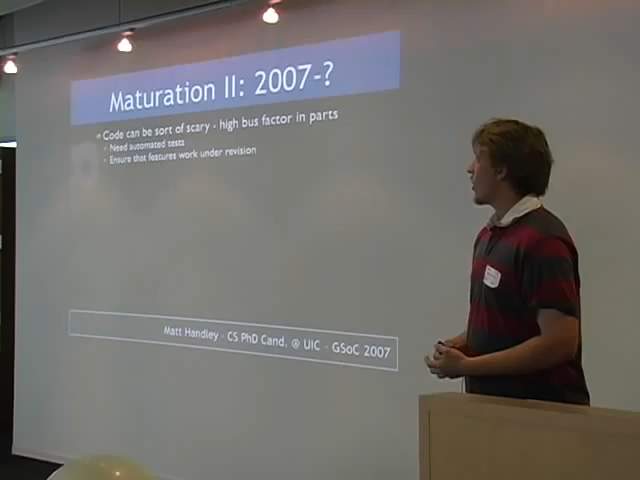 Maturation II: 2007-?
Code can be sort of scary - high bus factor in parts
Need automated tests
Ensure that features work under revision
Matt Handley - CS PhD Cand. @ UIC - GSoC 2007